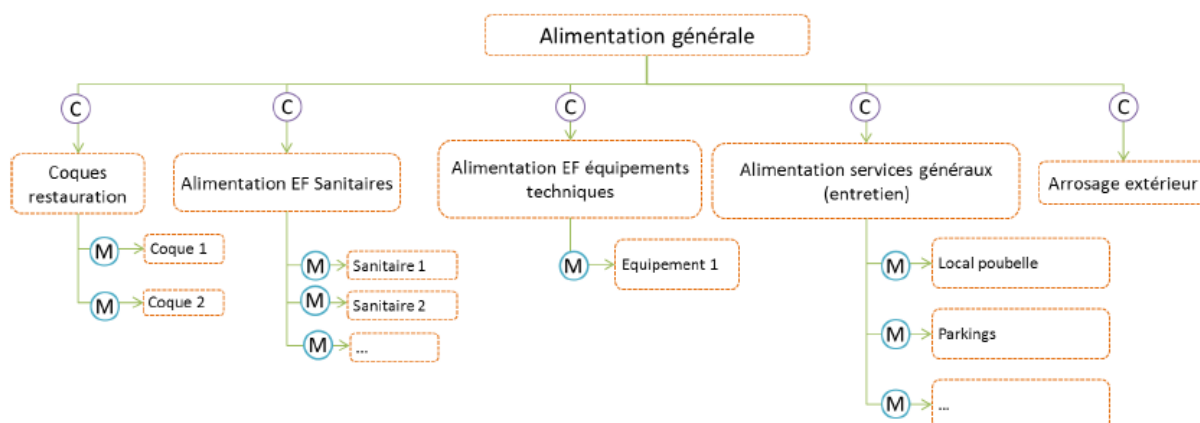 Alimentation générale
C
C
C
C
C
Coques
restauration
Alimentation EF Sanitaires
Alimentation EF équipements
techniques
Alimentation services généraux
(entretien)
Arrosage extérieur
M
Coque 1
M
Coque 2
M
Sanitaire 1
M
Sanitaire 2
M
...
M
Equipement 1
M
Local poubelle
M
Parkings
M
...